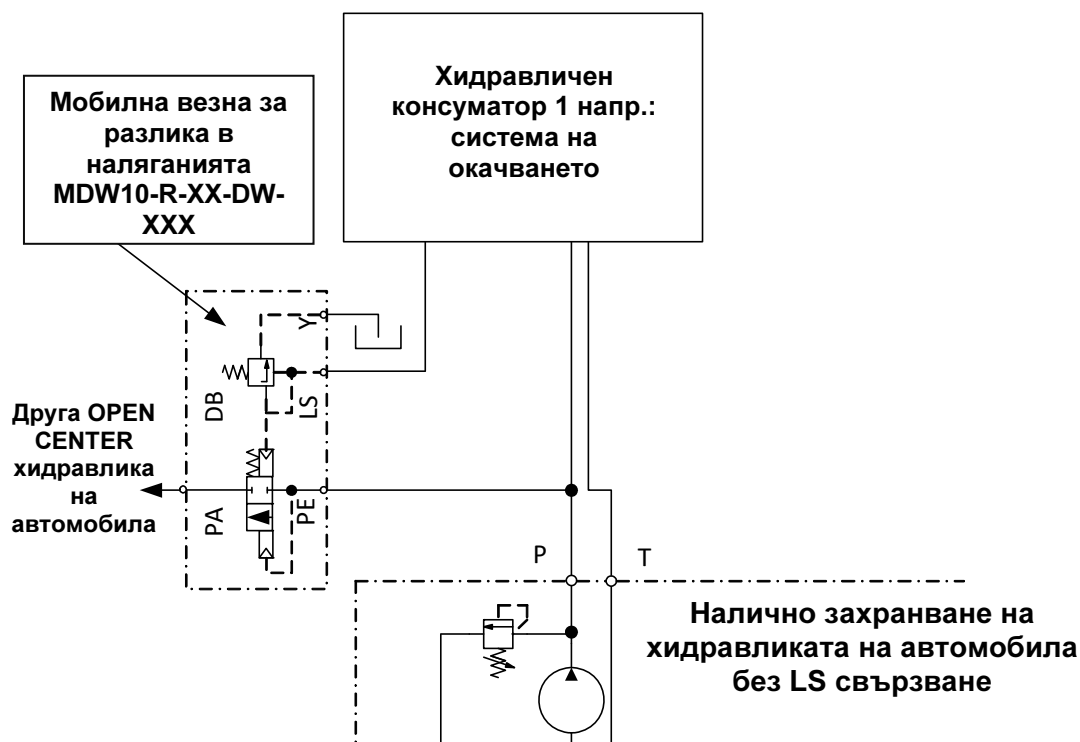 Хидравличен
консуматор 1 напр.:
система на
окачването
Мобилна везна за
разлика в
наляганията
MDW10-R-XX-DW-
XXX
Y
DB
LS
Друга OPEN
CENTER
хидравлика
на
автомобила
PA
PE
P
T
Налично захранване на
хидравликата на автомобила
без LS свързване